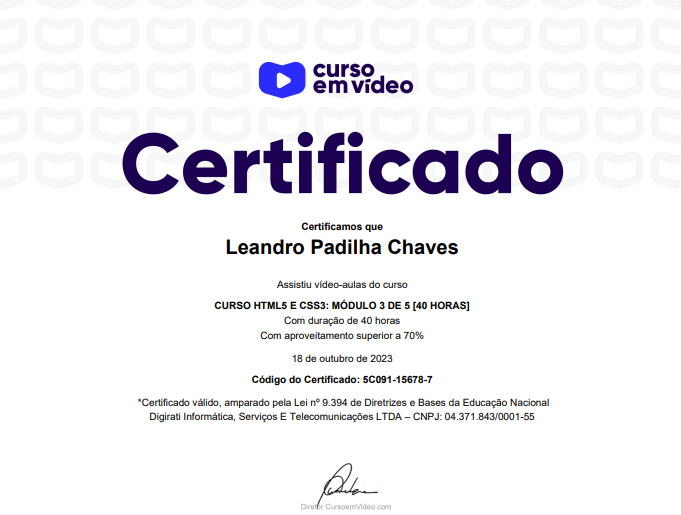 curso
em vídeo
Certificado
Certificamos que
Leandro Padilha Chaves
Assistiu vídeo-aulas do curso
CURSO HTML5 E CSS3: MÓDULO 3 DE 5 [40 HORAS]
Com duração de 40 horas
Com aproveitamento superior a 70%
18 de outubro de 2023
Código do Certificado: 5C091-15678-7
*Certificado válido, amparado pela Lei nº 9.394 de Diretrizes e Bases da Educação Nacional
Digirati Informática, Serviços E Telecomunicações LTDA – CNPJ: 04.371.843/0001-55
Diretor CursoemVideo.com